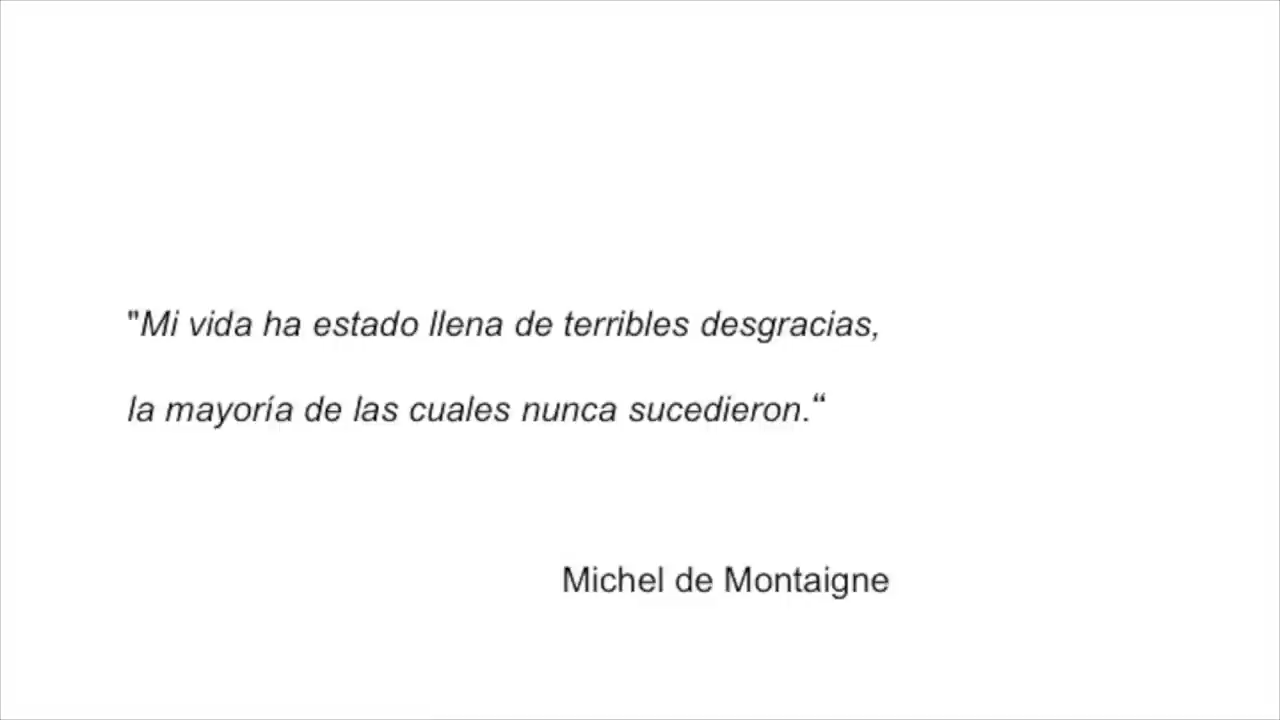 "Mi vida ha estado llena de terribles desgracias,
la mayoría de las cuales nunca sucedieron.“
Michel de Montaigne